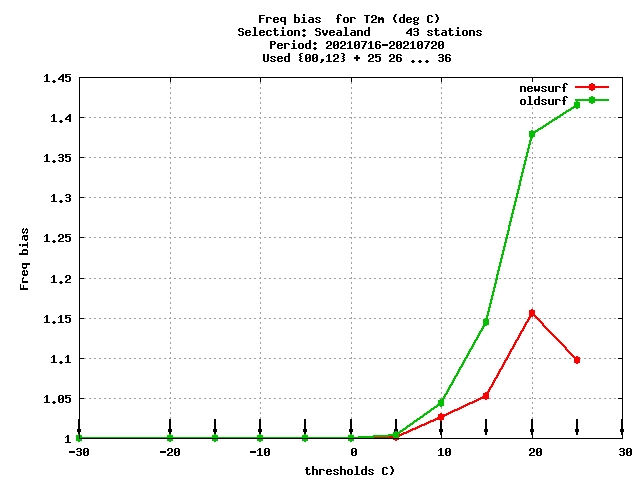 Freq bias  for T2m (deg C)
Selection: Svealand     43 stations
Period: 20210716-20210720
Used {00,12} + 25 26 ... 36
newsurf
oldsurf
1.45
1.4
1.35
1.3
1.25
1.2
1.15
1.1
1.05
1
Freq bias
-30 -20 -10 0 10 20 30
thresholds C)